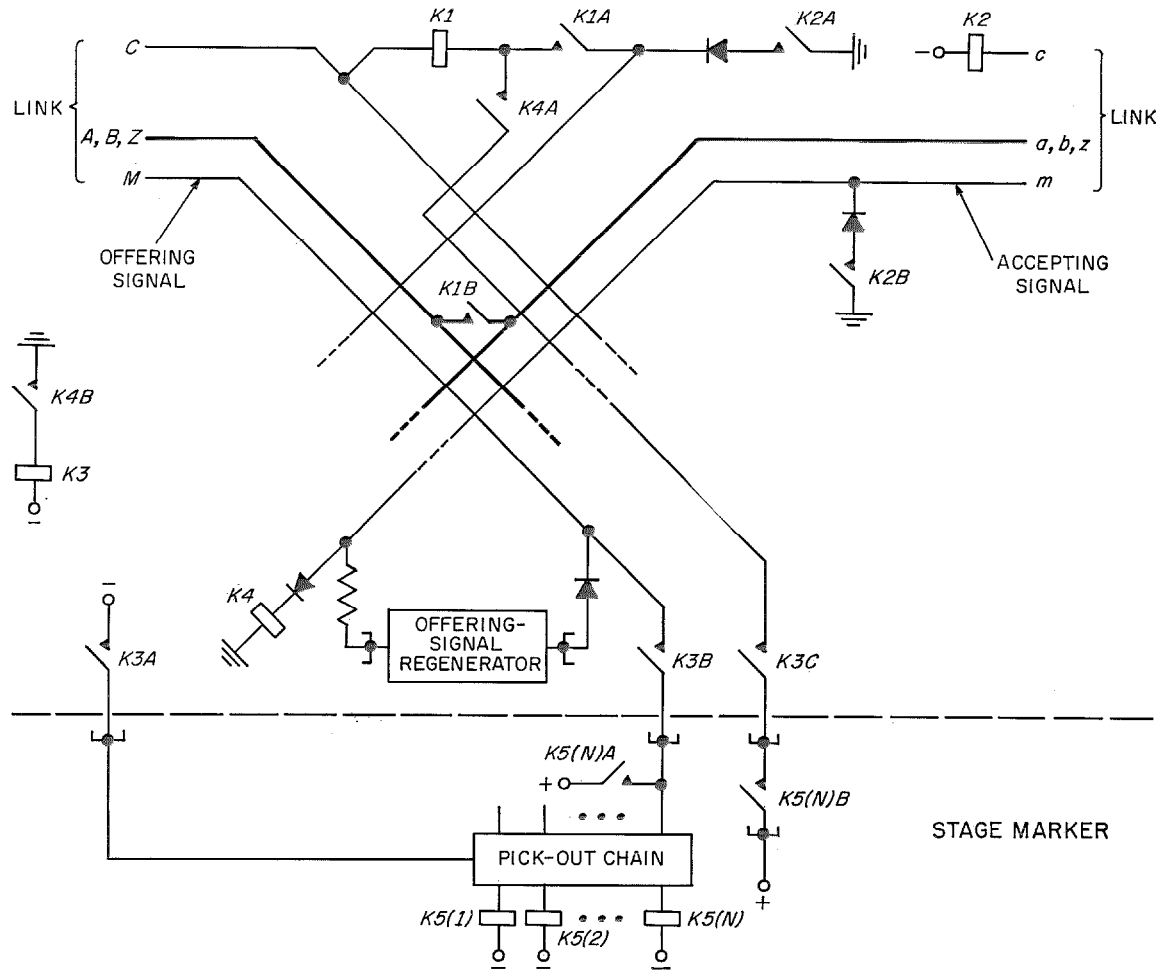 K1
K1A
K2A
K2
C
−
c
LINK
K4A
LINK
A, B, Z
a, b, z
M
m
OFFERING
SIGNAL
K1B
K2B
ACCEPTING
SIGNAL
K4B
K3
−
−
K4
OFFERING-
SIGNAL
REGENERATOR
K3A
K3B
K3C
K5(N)A
+
K5(N)B
STAGE MARKER
PICK-OUT CHAIN
+
K5(1)
K5(2)
K5(N)
−
−
−